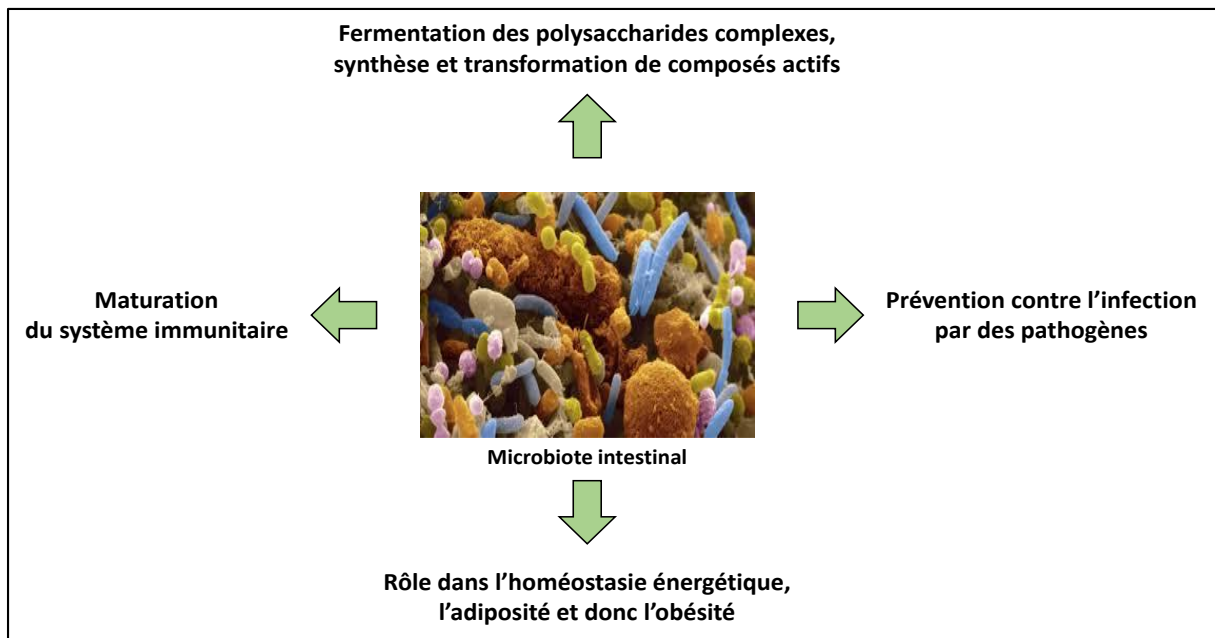 Fermentation des polysaccharides complexes,
synthèse et transformation de composés actifs
Maturation
du système immunitaire
Prévention contre l'infection
par des pathogènes
Microbiote intestinal
Rôle dans l'homéostasie énergétique,
l'adiposité et donc l'obésité